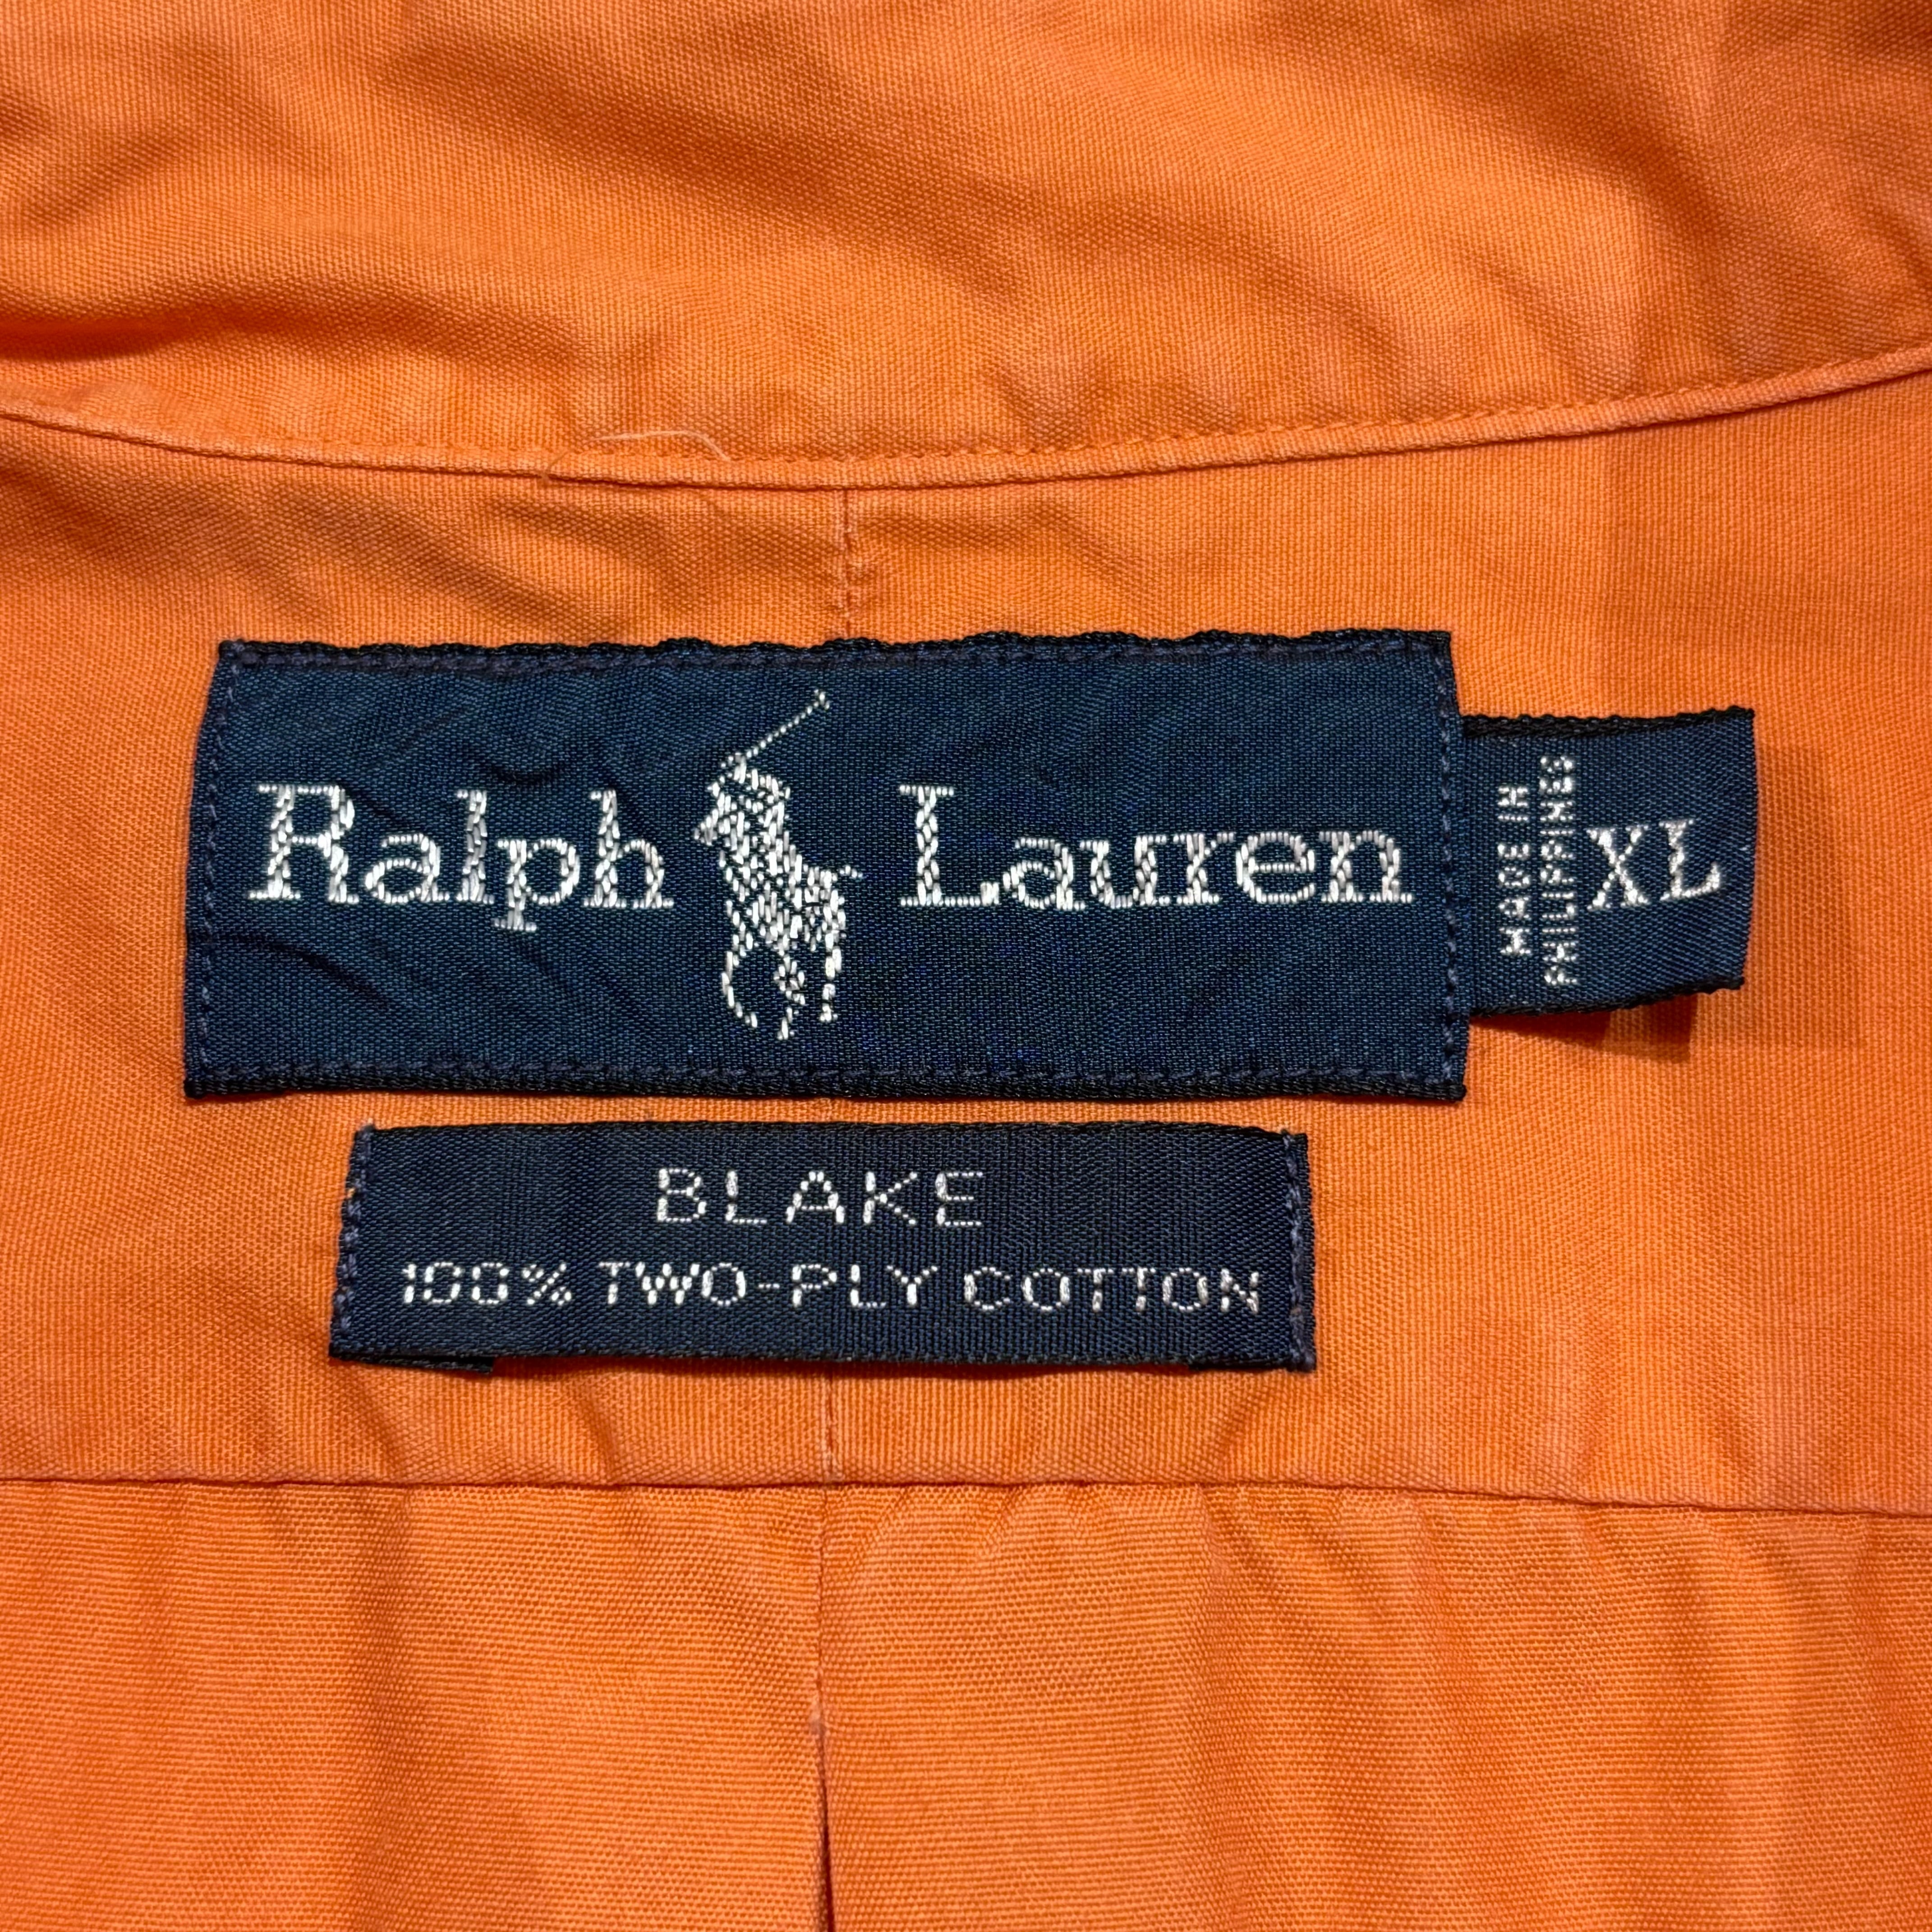 Ralph Lauren
MADE IN
PHILIPPINES
XL
BLAKE
100% TWO-PLY COTTON